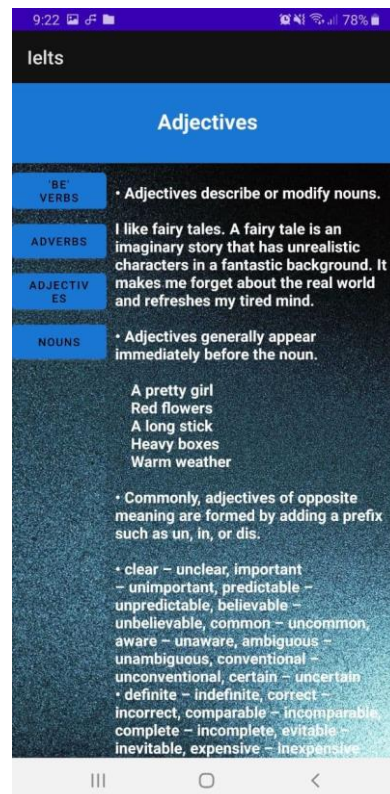 9:22
78%
Ielts
Adjectives
'BE'
VERBS
ADVERBS
ADJECTIV
ES
NOUNS
• Adjectives describe or modify nouns.
I like fairy tales. A fairy tale is an
imaginary story that has unrealistic
characters in a fantastic background. It
makes me forget about the real world
and refreshes my tired mind.
• Adjectives generally appear
immediately before the noun.
A pretty girl
Red flowers
A long stick
Heavy boxes
Warm weather
• Commonly, adjectives of opposite
meaning are formed by adding a prefix
such as un, in, or dis.
• clear – unclear, important
– unimportant, predictable –
unpredictable, believable –
unbelievable, common – uncommon,
aware – unaware, ambiguous –
unambiguous, conventional –
unconventional, certain – uncertain
• definite – indefinite, correct –
incorrect, comparable – incomparable,
complete – incomplete, evitable –
inevitable, expensive – inexpensive